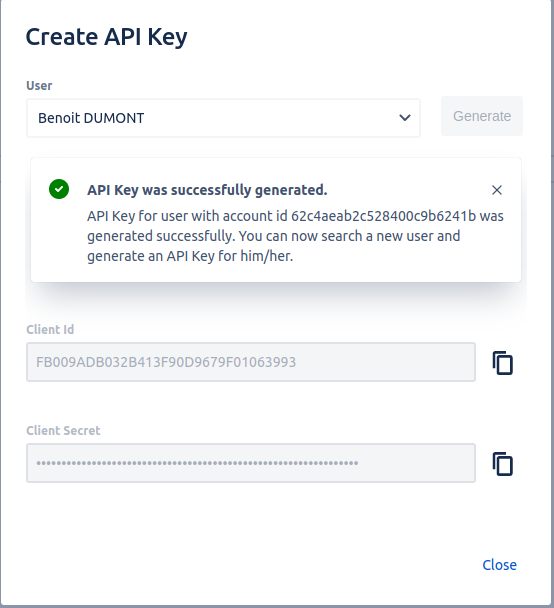 Create API Key
User
Benoit DUMONT
Generate
API Key was successfully generated.
API Key for user with account id 62c4aeab2c528400c9b6241b was
generated successfully. You can now search a new user and
generate an API Key for him/her.
Client Id
FB009ADB032B413F90D9679F01063993
Client Secret
••••••••••••••••••••••••••••••••••••••••••••••••••••••••••••••••
Close